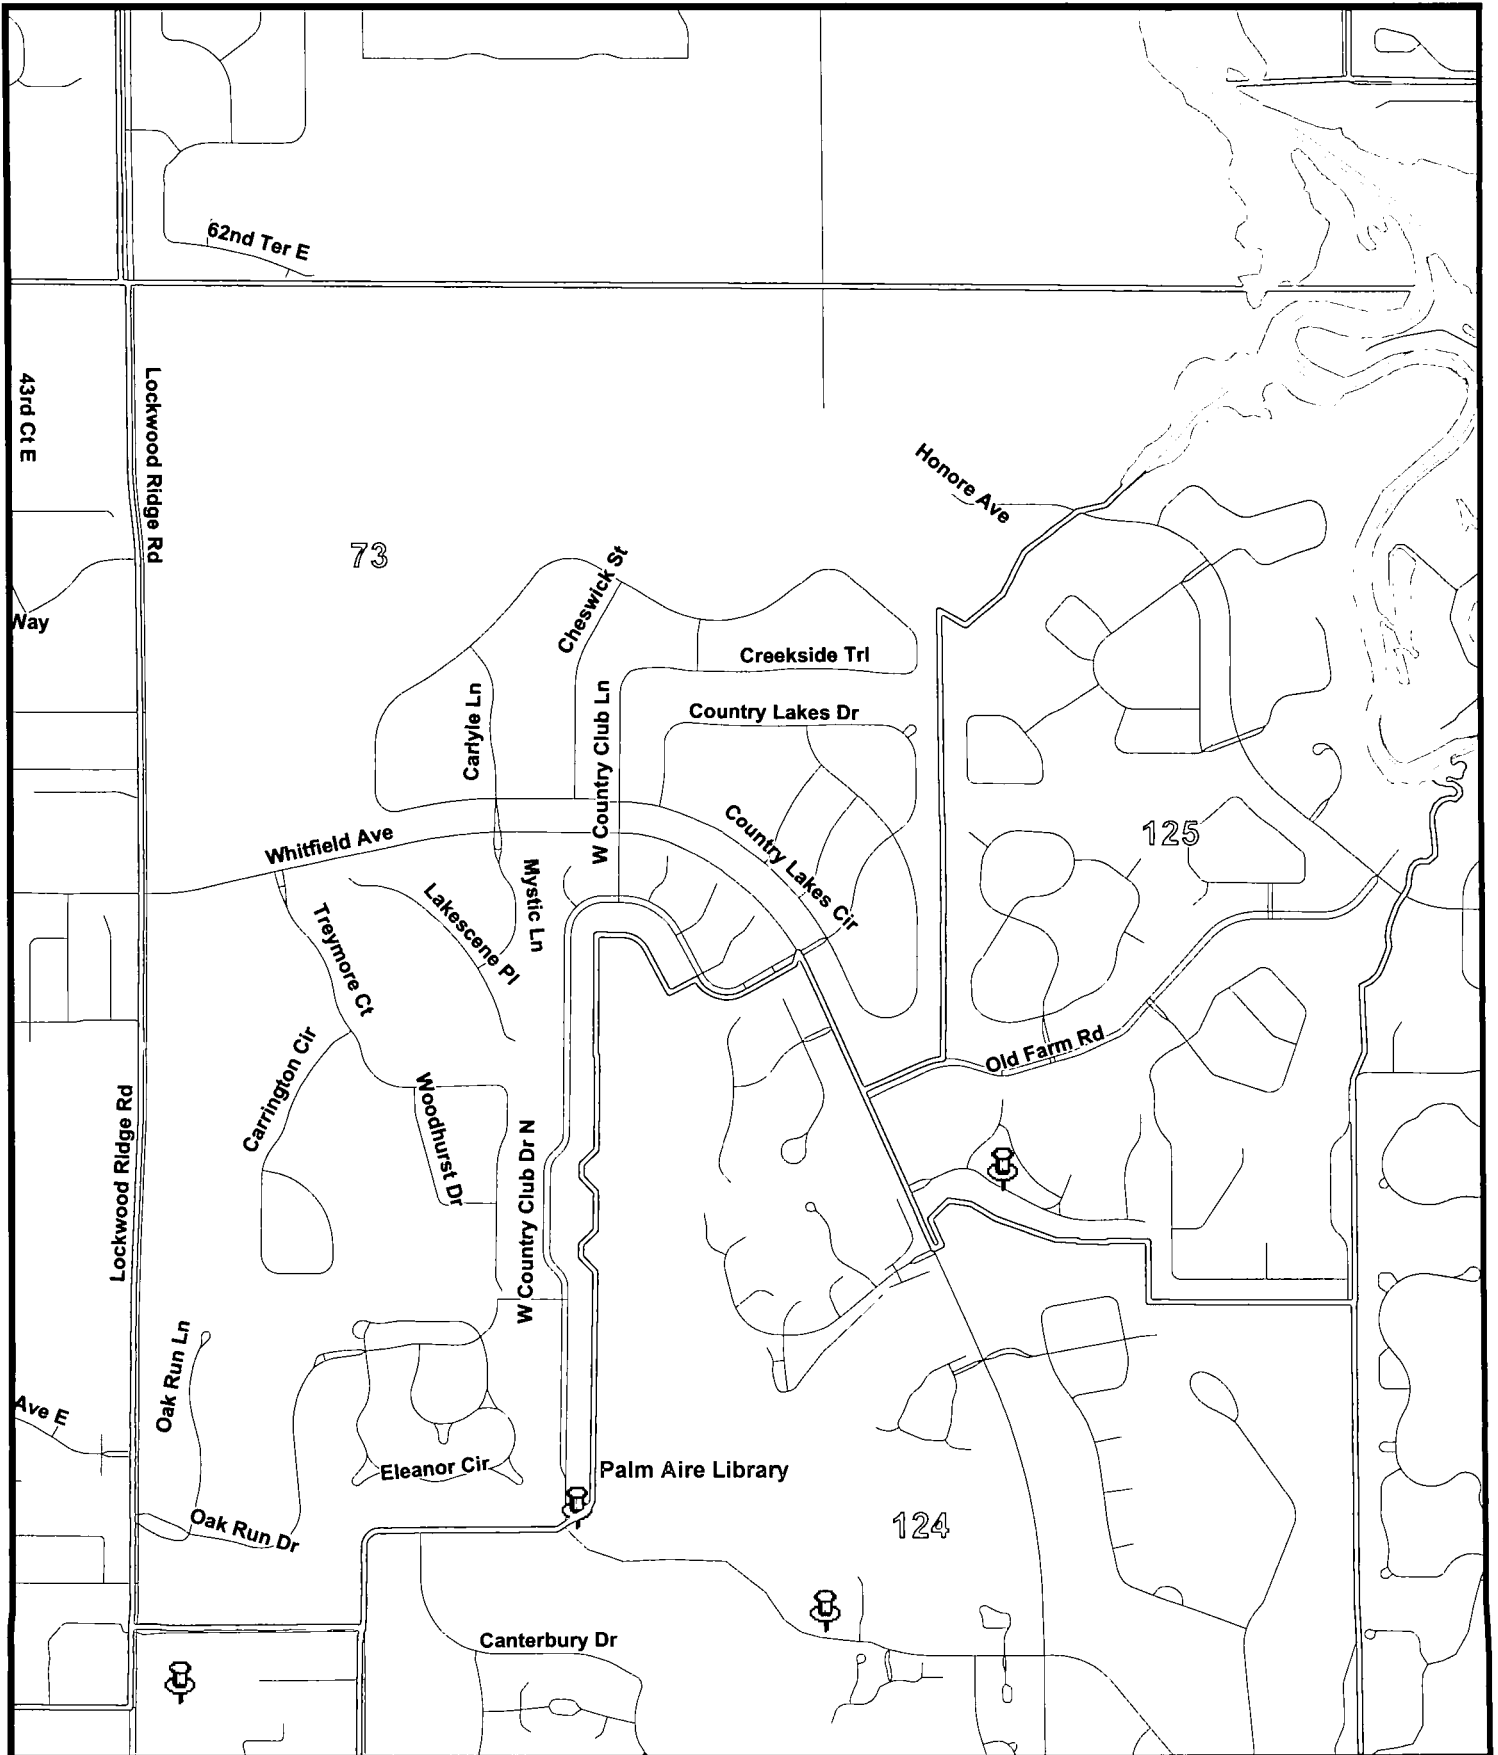 62nd Ter E
43rd Ct E
Lockwood Ridge Rd
Honore Ave
73
Cheswick St
Way
Creekside Trl
Carlyle Ln
W Country Club Ln
Country Lakes Dr
Country Lakes Cir
125
Whitfield Ave
Mystic Ln
Lakescene Pl
Treymore Ct
Carrington Cir
Old Farm Rd
Woodhurst Dr
Lockwood Ridge Rd
W Country Club Dr N
Oak Run Ln
Ave E
Eleanor Cir
Palm Aire Library
Oak Run Dr
124
Canterbury Dr